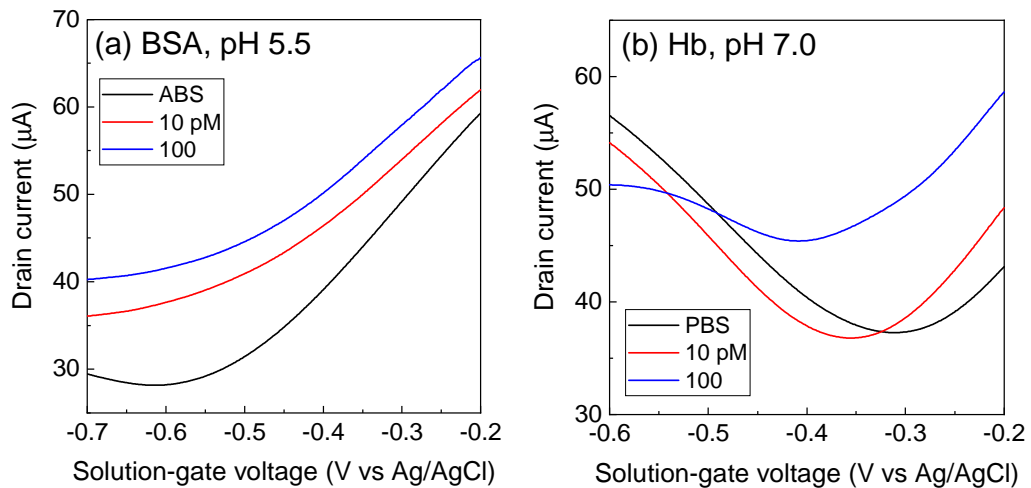 (a) BSA, pH 5.5
ABS
10 pM
100
70
60
50
40
30
Drain current (μA)
-0.7 -0.6 -0.5 -0.4 -0.3 -0.2
Solution-gate voltage (V vs Ag/AgCl)
(b) Hb, pH 7.0
PBS
10 pM
100
60
50
40
30
Drain current (μA)
-0.6 -0.5 -0.4 -0.3 -0.2
Solution-gate voltage (V vs Ag/AgCl)